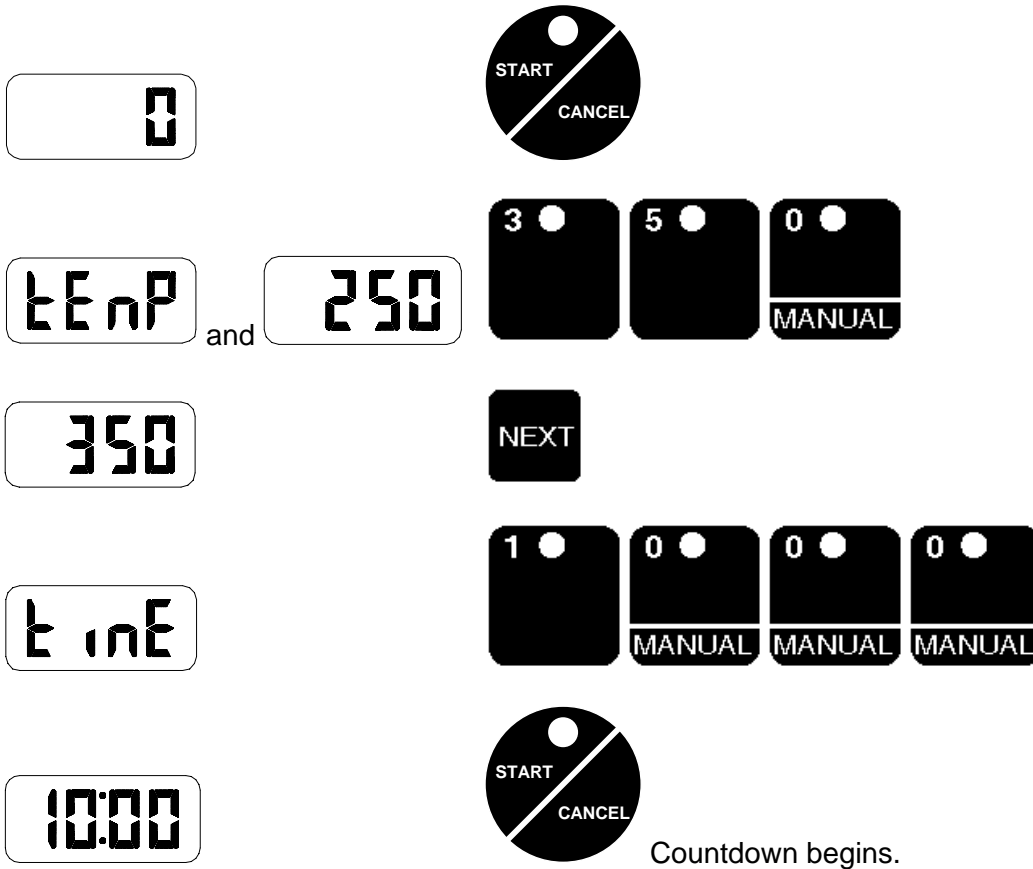 START
CANCEL
0
3 5 0
MANUAL
tEnP and 250
350
NEXT
1 0 0 0
MANUAL MANUAL MANUAL
tinE
START
CANCEL
10:00
Countdown begins.